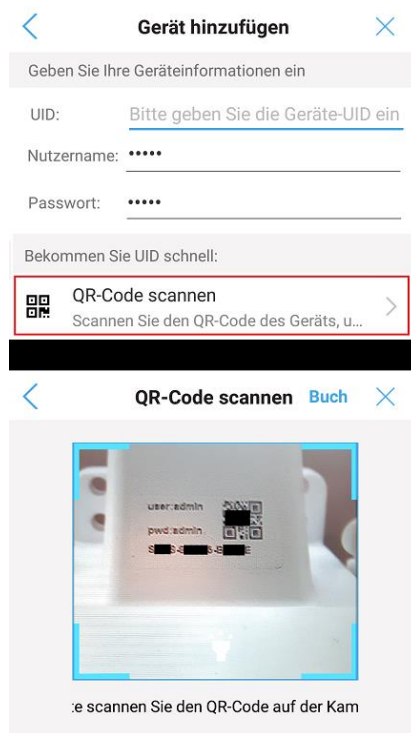 Gerät hinzufügen
Geben Sie Ihre Geräteinformationen ein
UID: Bitte geben Sie die Geräte-UID ein
Nutzername: •••••
Passwort: •••••
Bekommen Sie UID schnell:
QR-Code scannen
Scannen Sie den QR-Code des Geräts, u...
QR-Code scannen Buch
user:admin
pwd:admin
:e scannen Sie den QR-Code auf der Kam